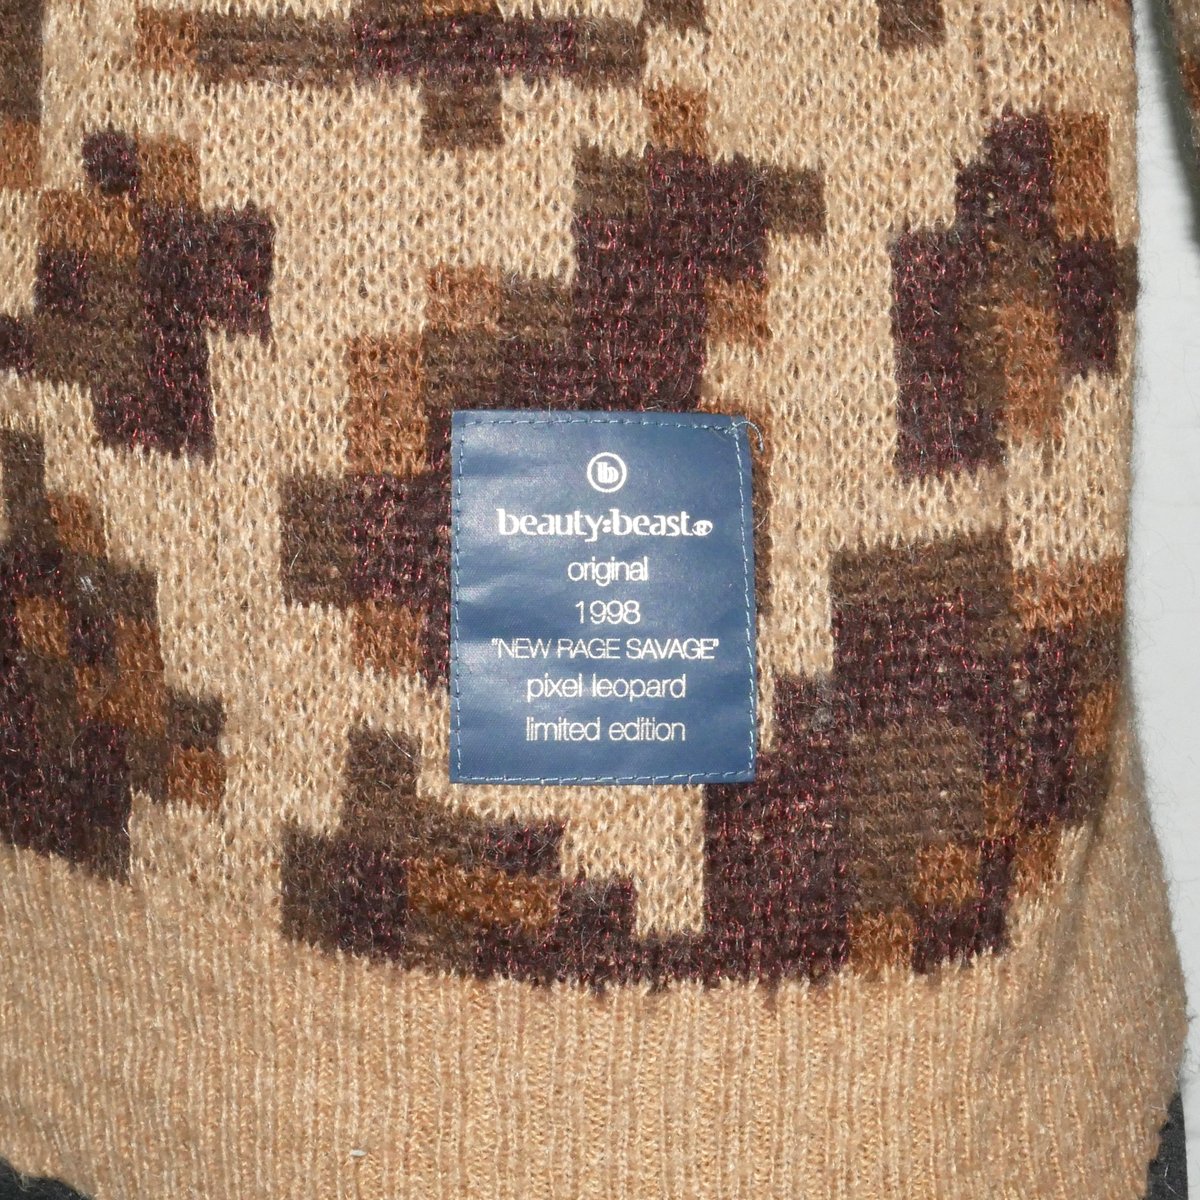 b
beauty:beast®
original
1998
"NEW RAGE SAVAGE"
pixel leopard
limited edition